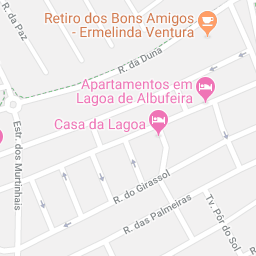 R. da Paz
Retiro dos Bons Amigos
- Ermelinda Ventura
R. da Duna
Apartamentos em
Lagoa de Albufeira
Casa da Lagoa
Estr. dos Murtinhais
R. do Girassol
R. das Palmeiras
Tv. Pôr do Sol